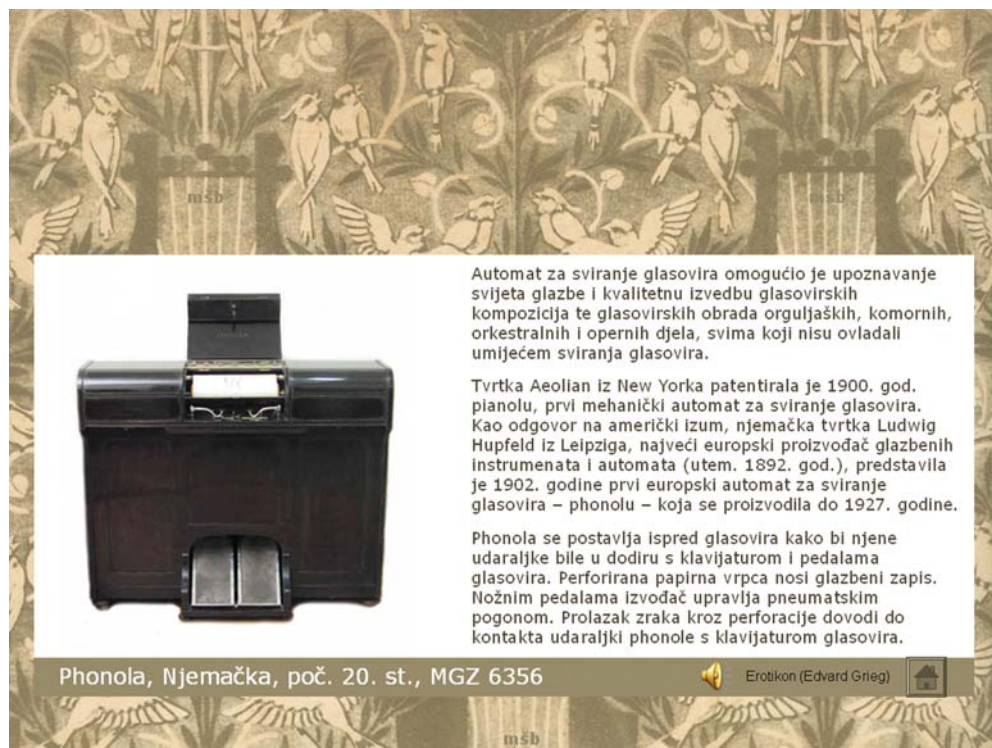 mšb
mšb
Automat za sviranje glasovira omogućio je upoznavanje
svijeta glazbe i kvalitetnu izvedbu glasovirskih
kompozicija te glasovirskih obrada orguljaških, komornih,
orkestralnih i opernih djela, svima koji nisu ovladali
umijećem sviranja glasovira.
Tvrtka Aeolian iz New Yorka patentirala je 1900. god.
pianolu, prvi mehanički automat za sviranje glasovira.
Kao odgovor na američki izum, njemačka tvrtka Ludwig
Hupfeld iz Leipziga, najveći europski proizvođač glazbenih
instrumenata i automata (utem. 1892. god.), predstavila
je 1902. godine prvi europski automat za sviranje
glasovira – phonolu – koja se proizvodila do 1927. godine.
Phonola se postavlja ispred glasovira kako bi njene
udaraljke bile u dodiru s klavijaturom i pedalama
glasovira. Perforirana papirna vrpca nosi glazbeni zapis.
Nožnim pedalama izvođač upravlja pneumatskim
pogonom. Prolazak zraka kroz perforacije dovodi do
kontakta udaraljki phonole s klavijaturom glasovira.
Phonola, Njemačka, poč. 20. st., MGZ 6356
Erotikon (Edvard Grieg)
mšb